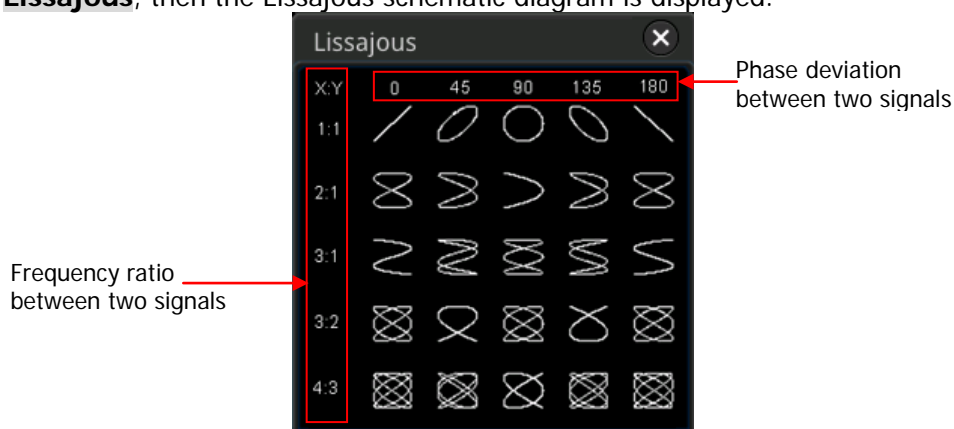 Lissajous, then the Lissajous schematic diagram is displayed.
Lissajous
X:Y 0 45 90 135 180
Phase deviation
between two signals
1:1
2:1
3:1
Frequency ratio
between two signals
3:2
4:3